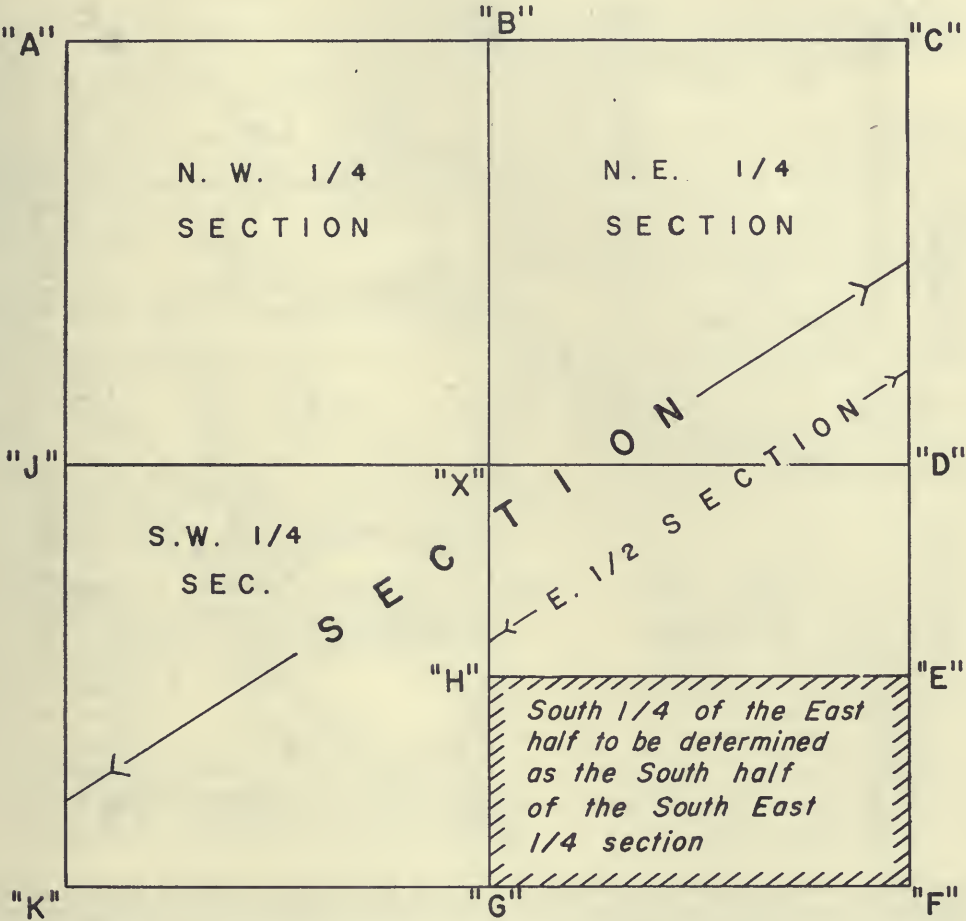 "A"
"B"
"C"
N. W. 1/4
SECTION
N. E. 1/4
SECTION
"J"
"X"
"D"
SECTION
E. 1/2 SECTION
S.W. 1/4
SEC.
"H"
"E"
South 1/4 of the East
half to be determined
as the South half
of the South East
1/4 section
"K"
"G"
"F"